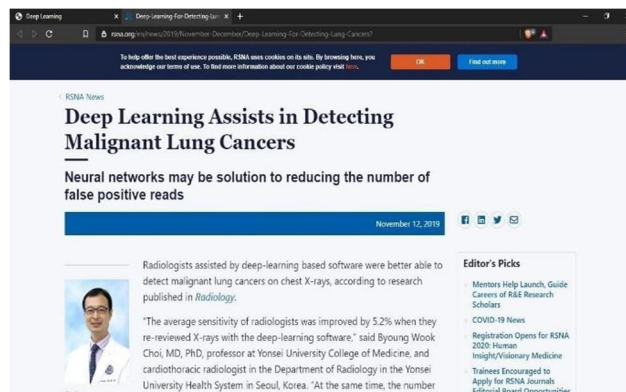 Deep Learning
Deep-Learning-For-Detecting-Lun
rsna.org/en/news/2019/November-December/Deep-Learning-For-Detecting-Lung-Cancers?
To help offer the best experience possible, RSNA uses cookies on its site. By browsing here, you
acknowledge our terms of use. To find more information about our cookie policy visit here.
OK
Find out more
RSNA News
Deep Learning Assists in Detecting
Malignant Lung Cancers
Neural networks may be solution to reducing the number of
false positive reads
November 12, 2019
Radiologists assisted by deep-learning based software were better able to
detect malignant lung cancers on chest X-rays, according to research
published in Radiology.
"The average sensitivity of radiologists was improved by 5.2% when they
re-reviewed X-rays with the deep-learning software," said Byoung Wook
Choi, MD, PhD, professor at Yonsei University College of Medicine, and
cardiothoracic radiologist in the Department of Radiology in the Yonsei
University Health System in Seoul, Korea. "At the same time, the number
Editor's Picks
Mentors Help Launch, Guide
Careers of R&E Research
Scholars
COVID-19 News
Registration Opens for RSNA
2020: Human
Insight/Visionary Medicine
Trainees Encouraged to
Apply for RSNA Journals
Editorial Board Opportunities